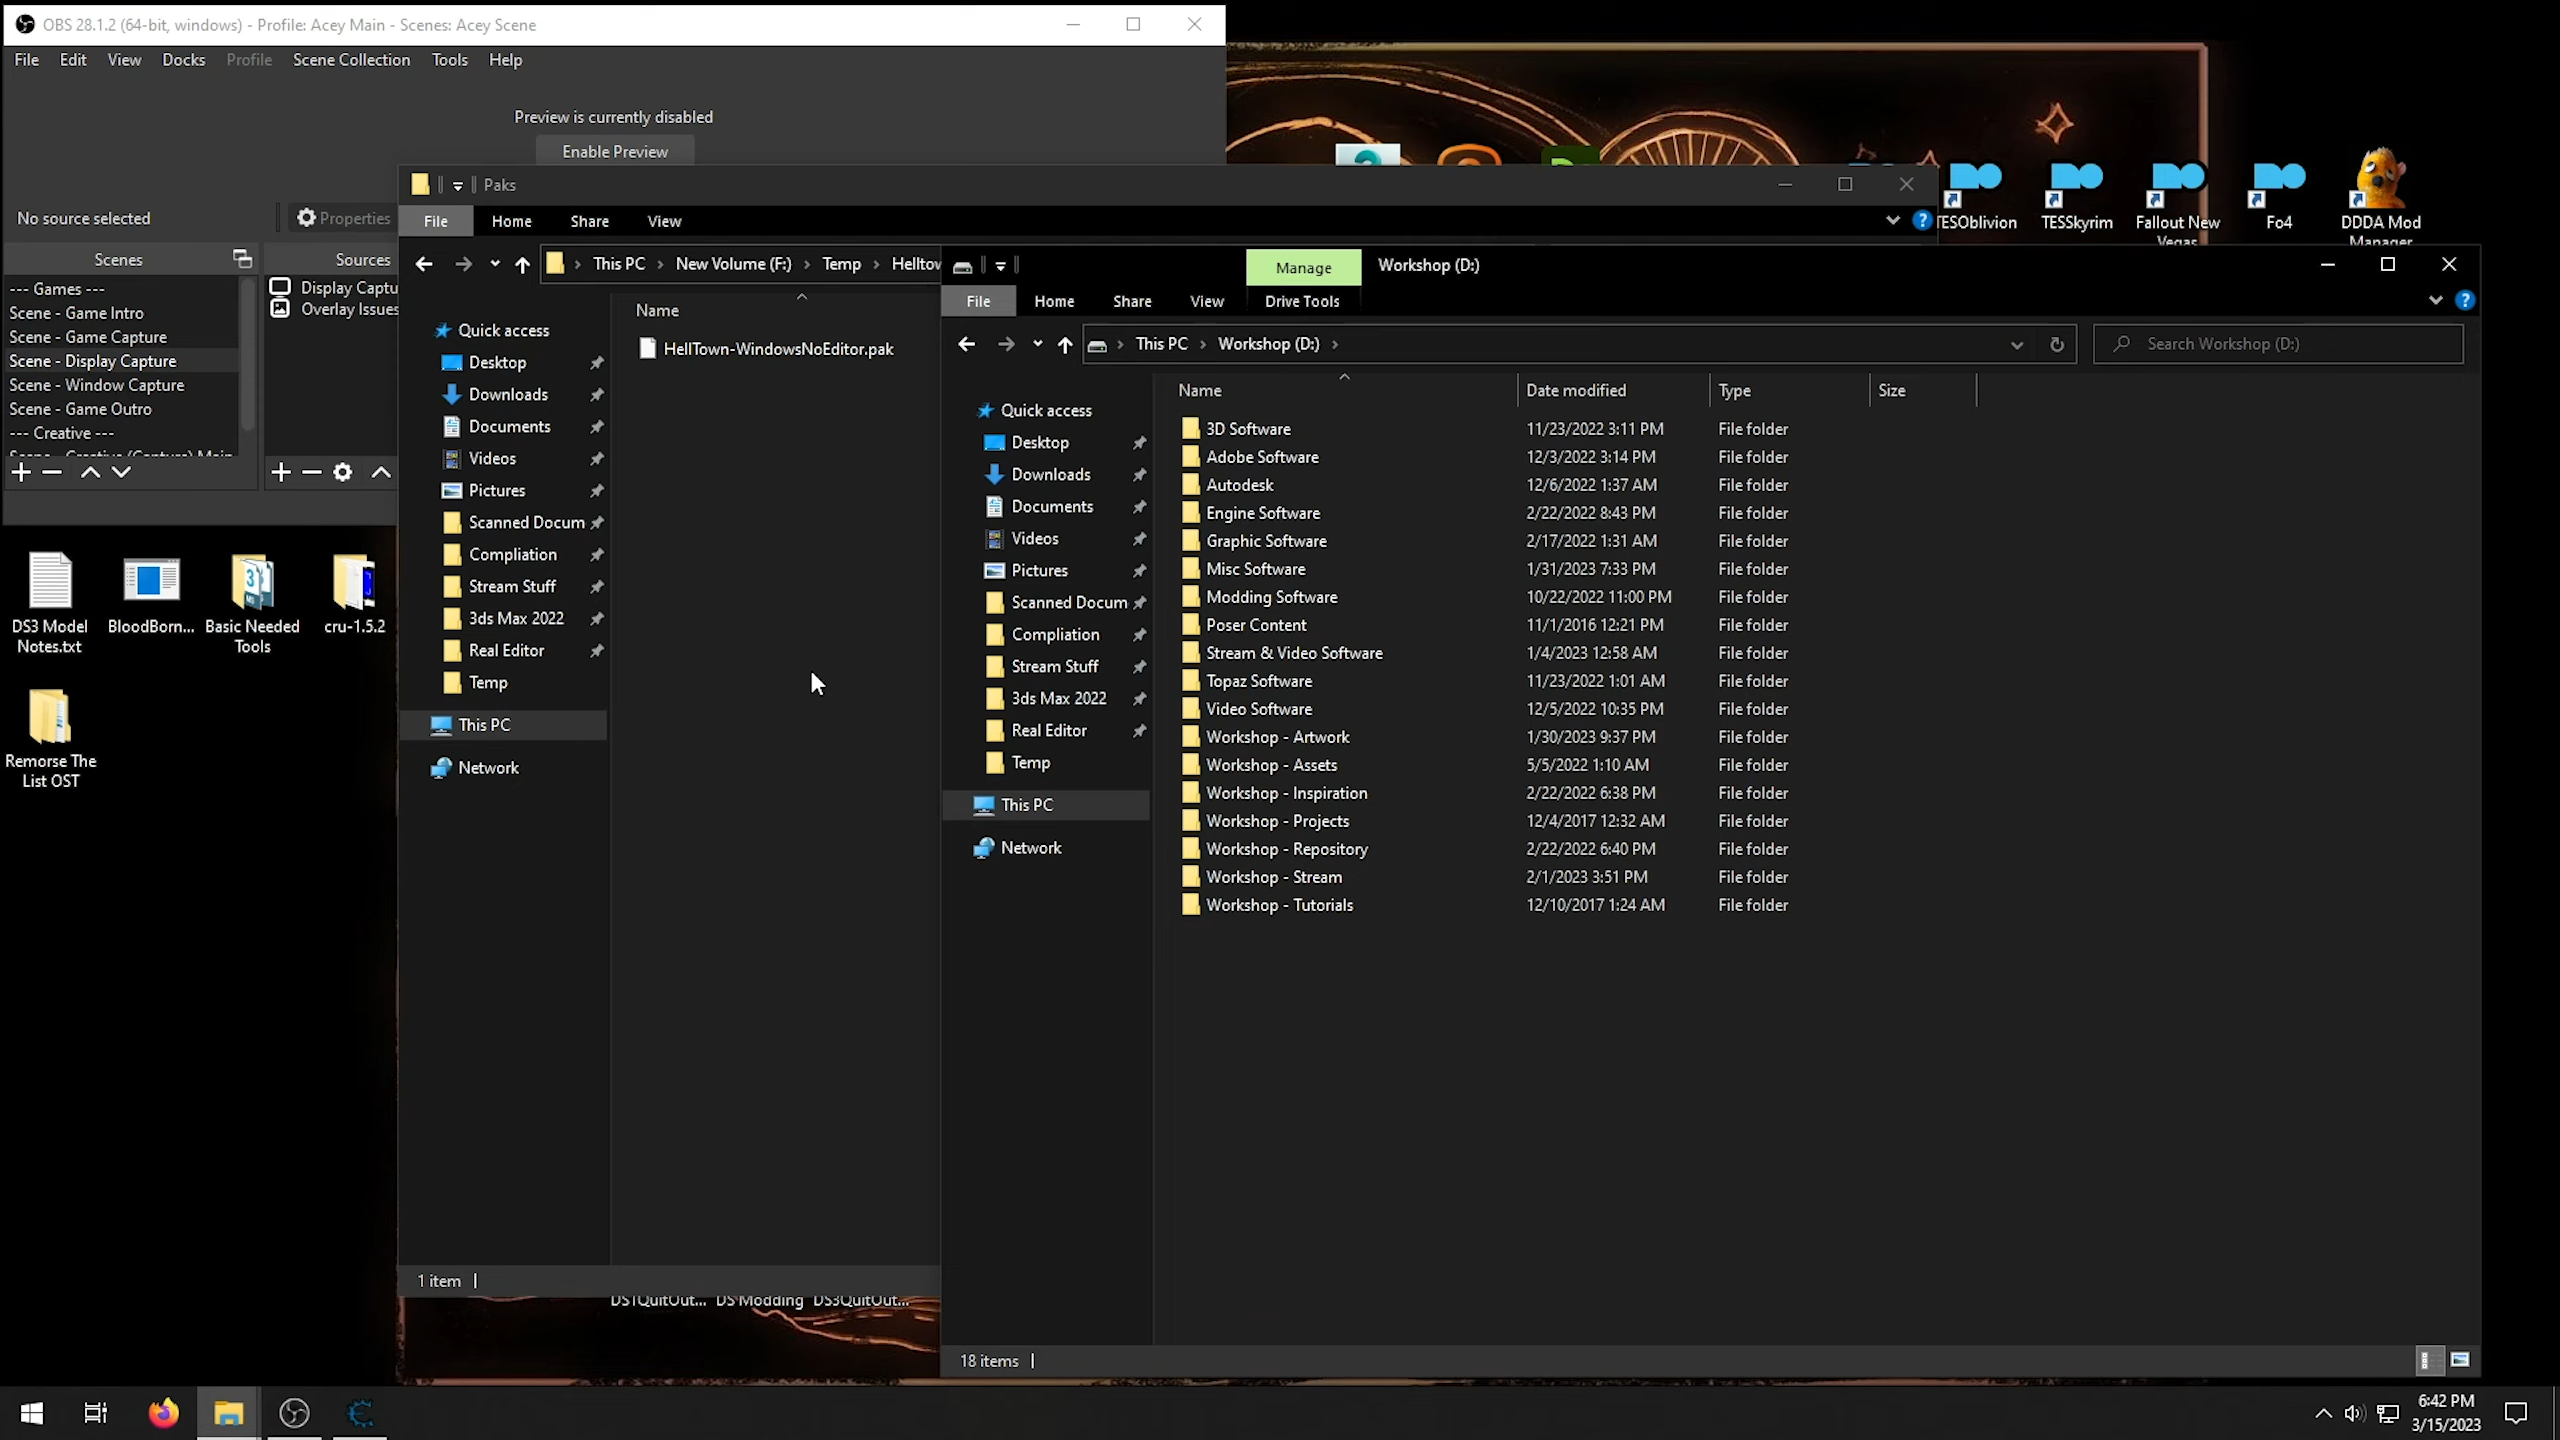 OBS 28.1.2 (64-bit, windows) - Profile: Acey Main - Scenes: Acey Scene
File Edit View Docks Profile Scene Collection Tools Help
Preview is currently disabled
Enable Preview
No source selected
Properties
Scenes
Sources
--- Games ---
Scene - Game Intro
Scene - Game Capture
Scene - Display Capture
Scene - Window Capture
Scene - Game Outro
--- Creative ---
Scene - Creative (Capture) Main
Display Captu
Overlay Issues
Paks
File Home Share View
This PC > New Volume (F:) > Temp > Helltov
Name
HellTown-WindowsNoEditor.pak
Quick access
Desktop
Downloads
Documents
Videos
Pictures
Scanned Docum
Compliation
Stream Stuff
3ds Max 2022
Real Editor
Temp
This PC
Network
1 item
Manage
Workshop (D:)
File Home Share View Drive Tools
This PC > Workshop (D:) >
Search Workshop (D:)
Quick access
Desktop
Downloads
Documents
Videos
Pictures
Scanned Docum
Compliation
Stream Stuff
3ds Max 2022
Real Editor
Temp
This PC
Network
Name Date modified Type Size
3D Software 11/23/2022 3:11 PM File folder
Adobe Software 12/3/2022 3:14 PM File folder
Autodesk 12/6/2022 1:37 AM File folder
Engine Software 2/22/2022 8:43 PM File folder
Graphic Software 2/17/2022 1:31 AM File folder
Misc Software 1/31/2023 7:33 PM File folder
Modding Software 10/22/2022 11:00 PM File folder
Poser Content 11/1/2016 12:21 PM File folder
Stream & Video Software 1/4/2023 12:58 AM File folder
Topaz Software 11/23/2022 1:01 AM File folder
Video Software 12/5/2022 10:35 PM File folder
Workshop - Artwork 1/30/2023 9:37 PM File folder
Workshop - Assets 5/5/2022 1:10 AM File folder
Workshop - Inspiration 2/22/2022 6:38 PM File folder
Workshop - Projects 12/4/2017 12:32 AM File folder
Workshop - Repository 2/22/2022 6:40 PM File folder
Workshop - Stream 2/1/2023 3:51 PM File folder
Workshop - Tutorials 12/10/2017 1:24 AM File folder
18 items
TESOblivion
TESSkyrim
Fallout New
Vegas
Fo4
DDDA Mod
Manager
DS3 Model
Notes.txt
BloodBorn...
Basic Needed
Tools
cru-1.5.2
Remorse The
List OST
DS1QuitOut... DS Modding DS3QuitOut...
6:42 PM
3/15/2023